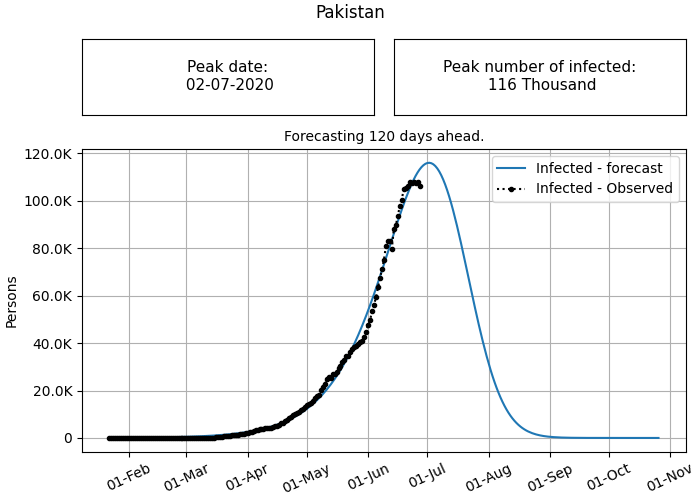 Pakistan
Peak date:
02-07-2020
Peak number of infected:
116 Thousand
Forecasting 120 days ahead.
120.0K
100.0K
80.0K
60.0K
40.0K
20.0K
0
Persons
Infected - forecast
Infected - Observed
01-Feb
01-Mar
01-Apr
01-May
01-Jun
01-Jul
01-Aug
01-Sep
01-Oct
01-Nov